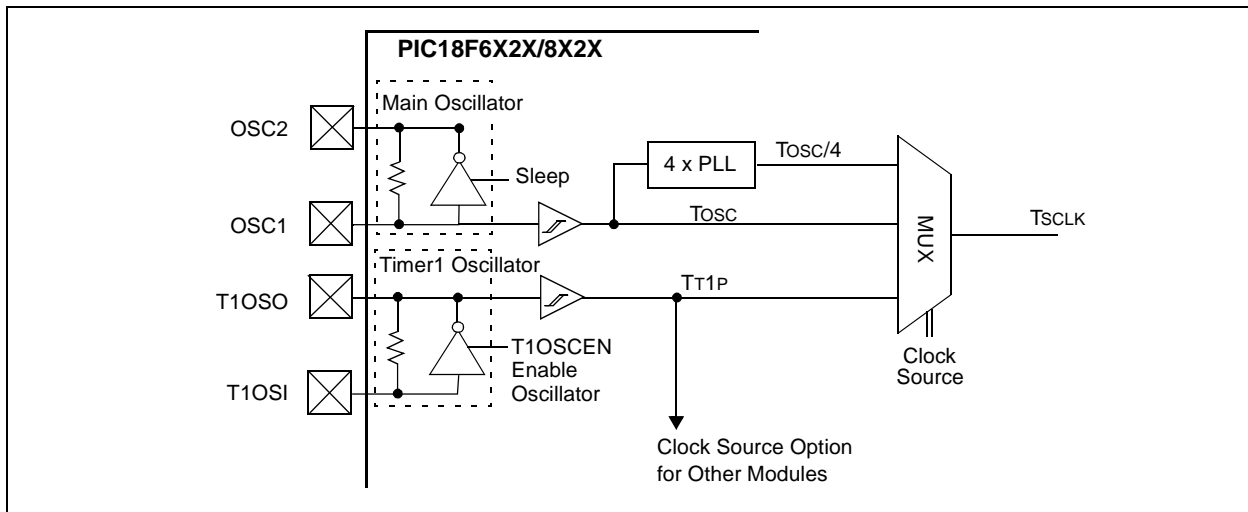 PIC18F6X2X/8X2X
Main Oscillator
OSC2
TOSC/4
4 x PLL
Sleep
OSC1
TOSC
MUX
TSCLK
Timer1 Oscillator
T1OSO
TT1P
T1OSCEN
Enable
Oscillator
T1OSI
Clock
Source
Clock Source Option
for Other Modules